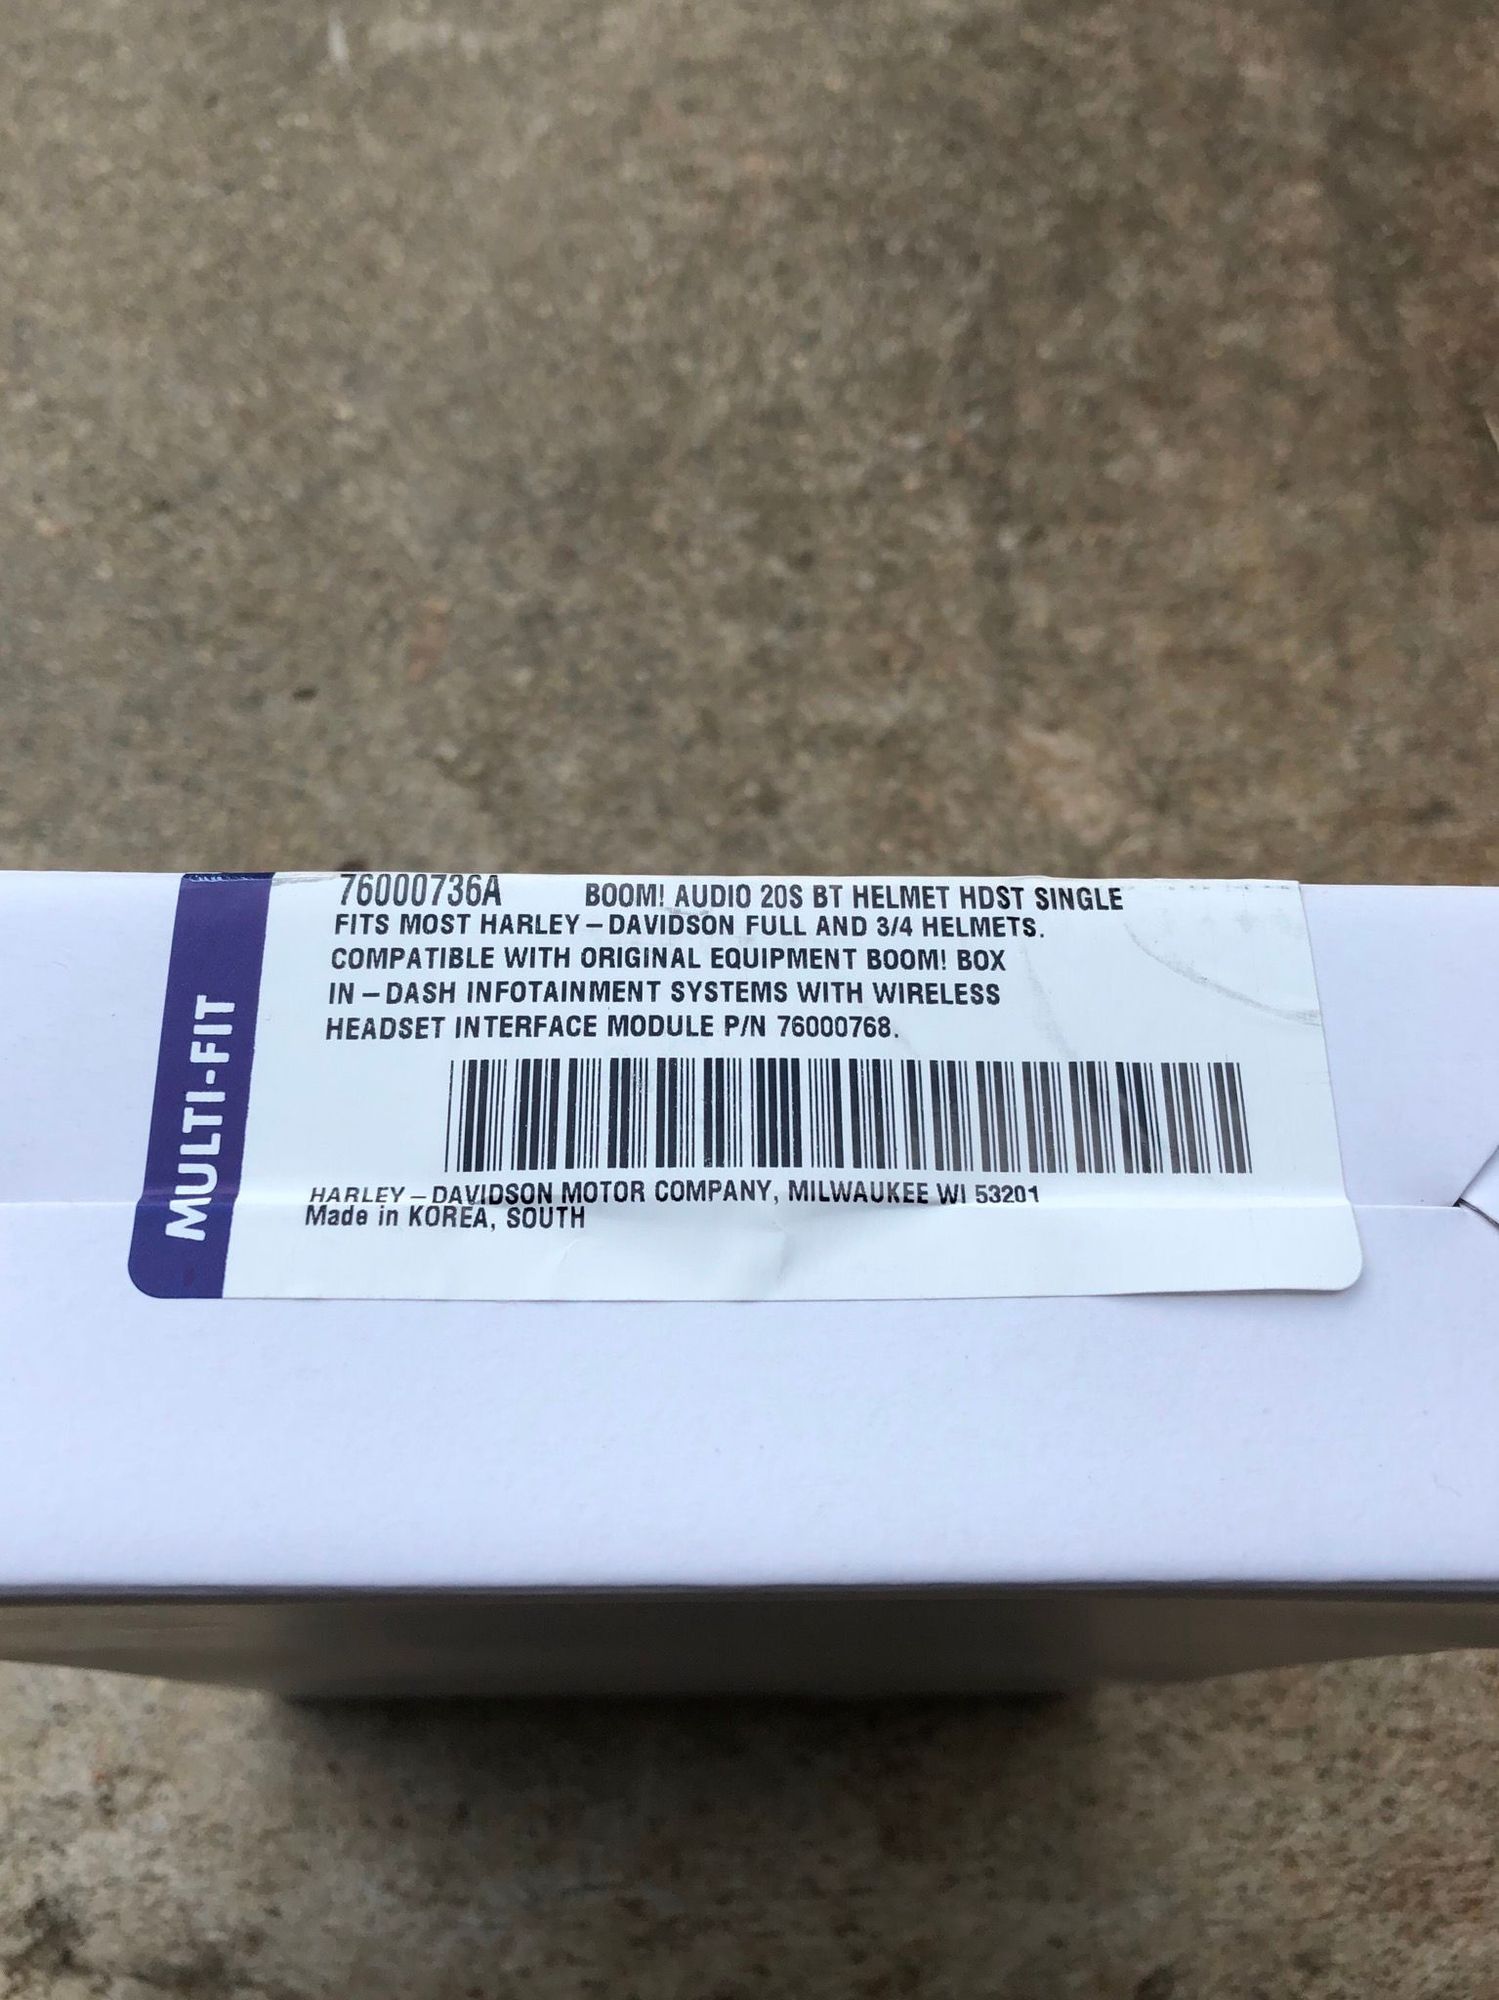 76000736A BOOM! AUDIO 20S BT HELMET HDST SINGLE
FITS MOST HARLEY-DAVIDSON FULL AND 3/4 HELMETS.
COMPATIBLE WITH ORIGINAL EQUIPMENT BOOM! BOX
IN-DASH INFOTAINMENT SYSTEMS WITH WIRELESS
HEADSET INTERFACE MODULE P/N 76000768.
HARLEY-DAVIDSON MOTOR COMPANY, MILWAUKEE WI 53201
Made in KOREA, SOUTH
MULTI-FIT